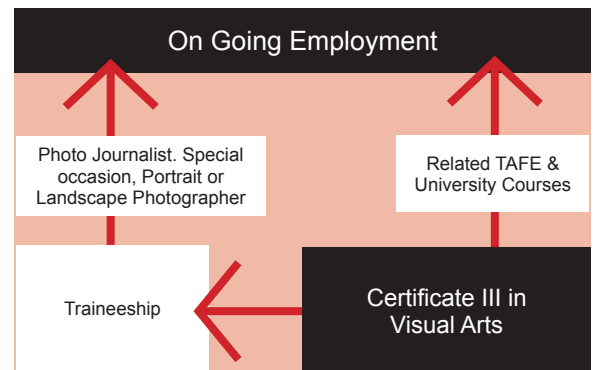 On Going Employment
Photo Journalist. Special
occasion, Portrait or
Landscape Photographer
Related TAFE &
University Courses
Traineeship
Certificate III in
Visual Arts